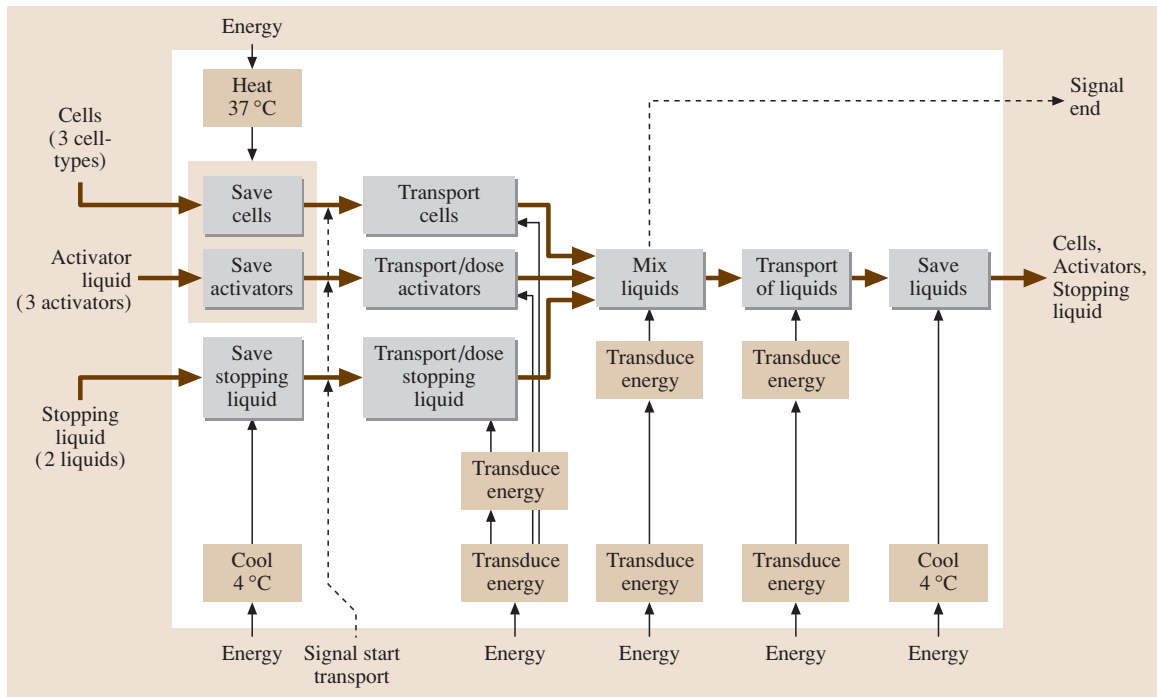 Energy
Heat
37 °C
Signal
end
Cells
(3 cell-
types)
Save
cells
Transport
cells
Activator
liquid
(3 activators)
Save
activators
Transport/dose
activators
Mix
liquids
Transport
of liquids
Save
liquids
Cells,
Activators,
Stopping
liquid
Save
stopping
liquid
Transport/dose
stopping
liquid
Transduce
energy
Transduce
energy
Stopping
liquid
(2 liquids)
Transduce
energy
Cool
4 °C
Transduce
energy
Transduce
energy
Transduce
energy
Cool
4 °C
Energy
Signal start
transport
Energy
Energy
Energy
Energy